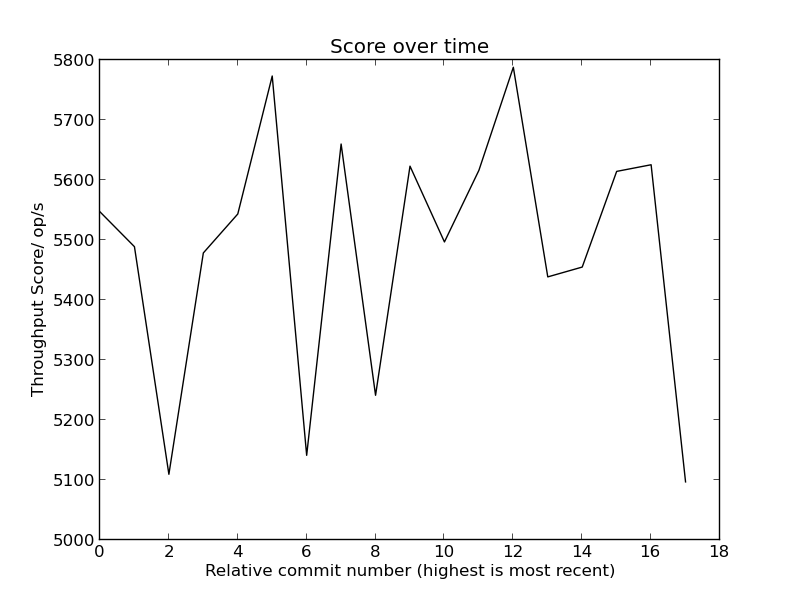 Score over time
Throughput Score/ op/s
5800
5700
5600
5500
5400
5300
5200
5100
5000
0 2 4 6 8 10 12 14 16 18
Relative commit number (highest is most recent)